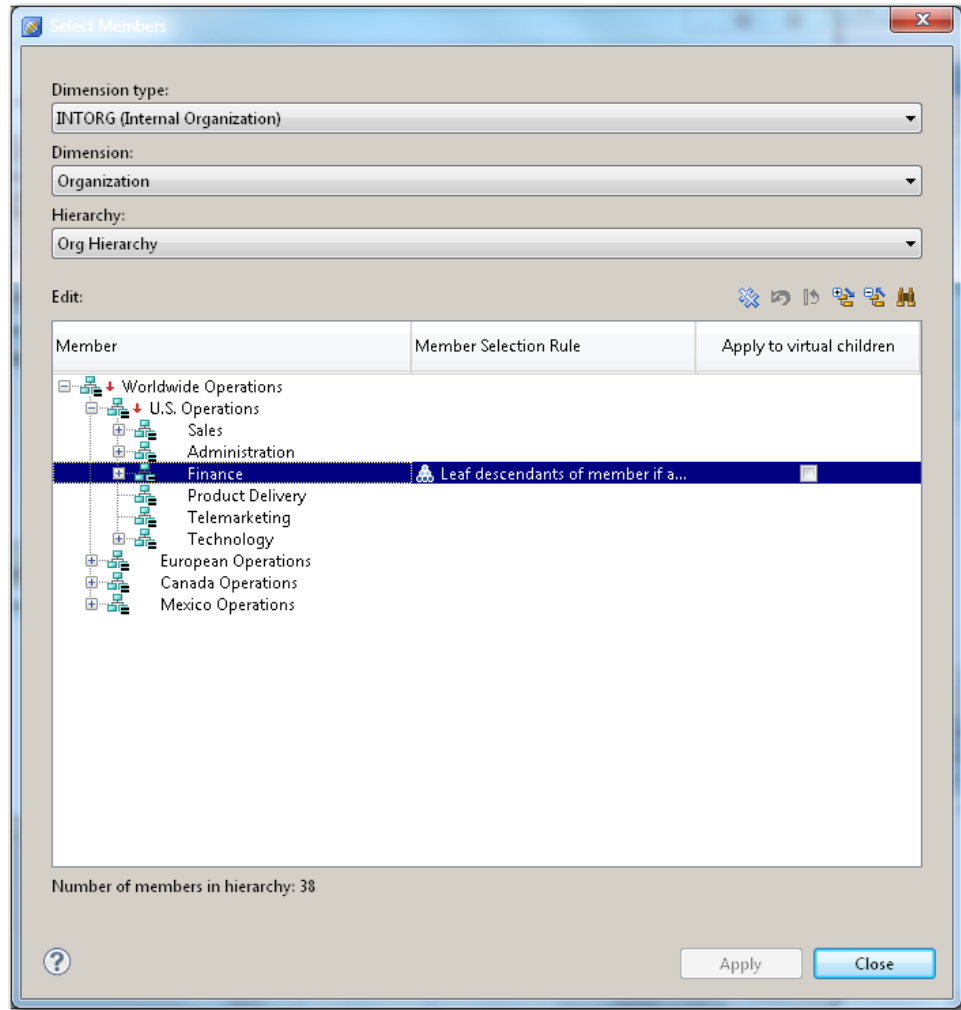 Select Members
Dimension type:
INTORG (Internal Organization)
Dimension:
Organization
Hierarchy:
Org Hierarchy
Edit:
Member Member Selection Rule Apply to virtual children
Worldwide Operations
U.S. Operations
Sales
Administration
Finance Leaf descendants of member if a...
Product Delivery
Telemarketing
Technology
European Operations
Canada Operations
Mexico Operations
Number of members in hierarchy: 38
Apply Close